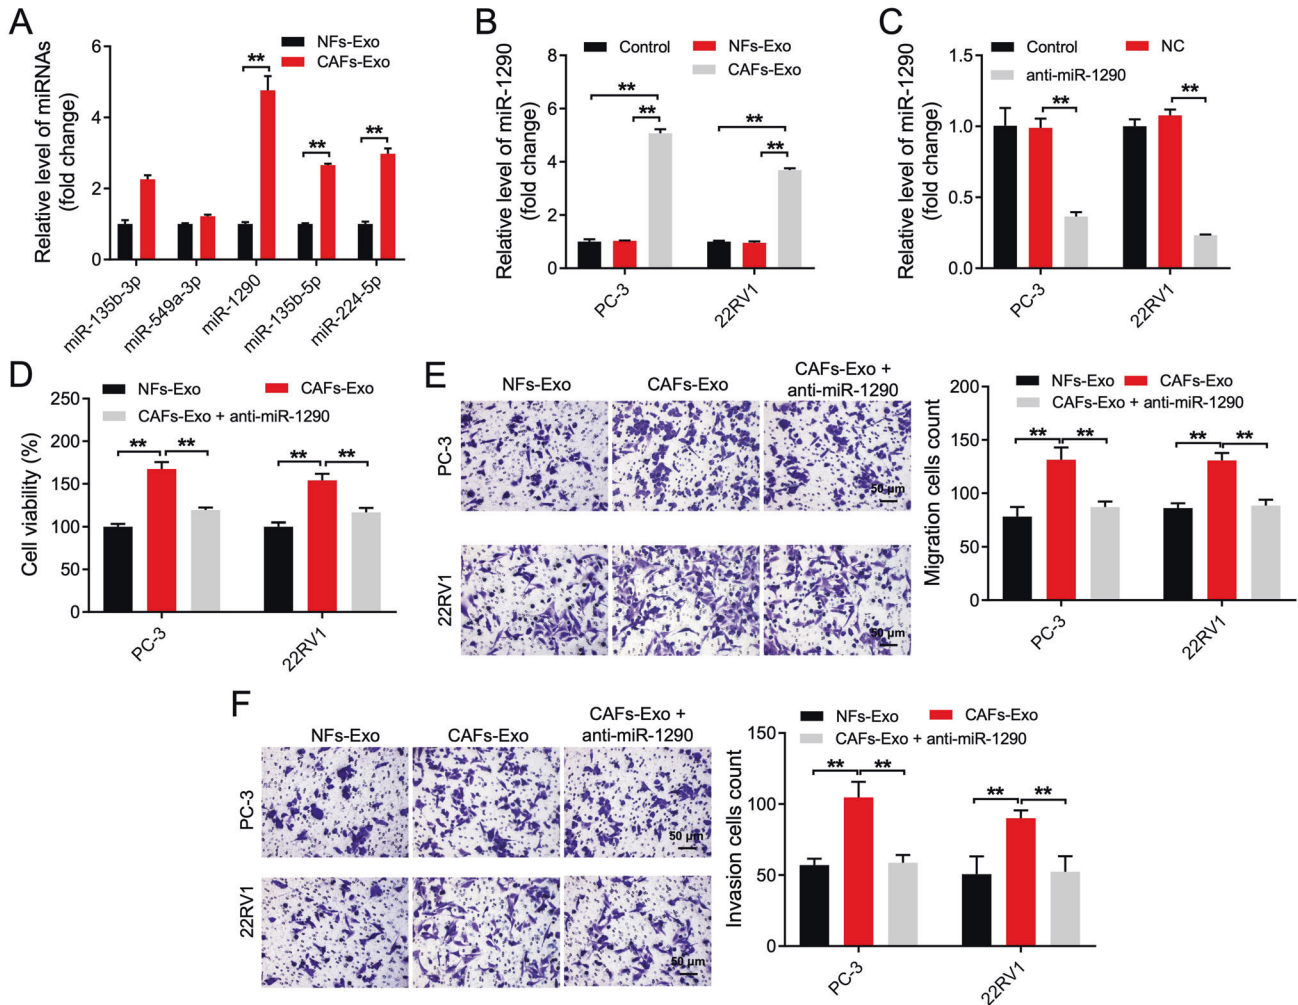 A
Relative level of miRNAs
(fold change)
NFs-Exo
CAFs-Exo
6
4
2
0
**
**
**
miR-135b-3p
miR-549a-3p
miR-1290
miR-135b-5p
miR-224-5p
B
Relative level of miR-1290
(fold change)
Control
NFs-Exo
CAFs-Exo
8
6
4
2
0
**
**
**
**
PC-3
22RV1
C
Relative level of miR-1290
(fold change)
Control
NC
anti-miR-1290
1.5
1.0
0.5
0.0
**
**
PC-3
22RV1
D
Cell viability (%)
NFs-Exo
CAFs-Exo
CAFs-Exo + anti-miR-1290
250
200
150
100
50
0
**
**
**
**
PC-3
22RV1
E
NFs-Exo
CAFs-Exo
CAFs-Exo +
anti-miR-1290
PC-3
50 μm
22RV1
50 μm
Migration cells count
NFs-Exo
CAFs-Exo
CAFs-Exo + anti-miR-1290
200
150
100
50
0
**
**
**
**
PC-3
22RV1
F
NFs-Exo
CAFs-Exo
CAFs-Exo +
anti-miR-1290
PC-3
50 μm
22RV1
50 μm
Invasion cells count
NFs-Exo
CAFs-Exo
CAFs-Exo + anti-miR-1290
150
100
50
0
**
**
**
**
PC-3
22RV1